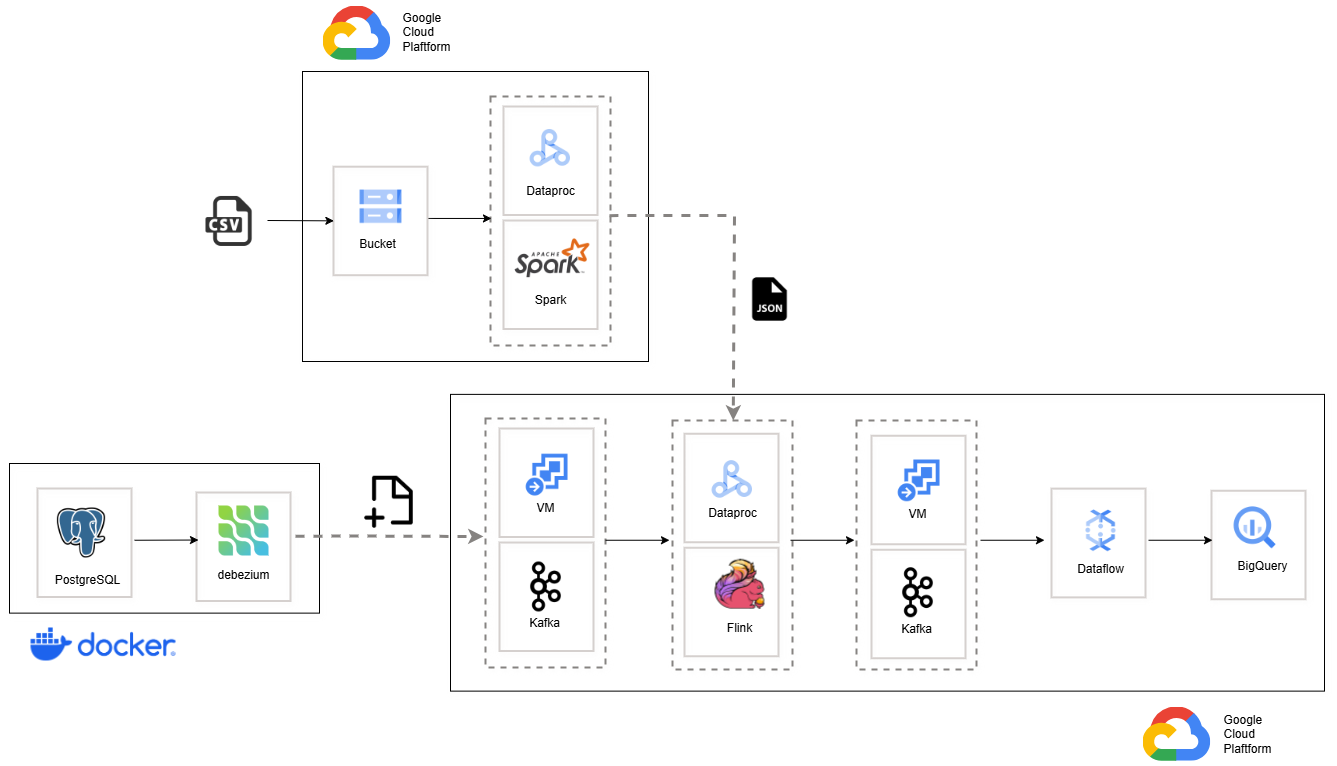 Google
Cloud
Plaftform
Dataproc
CSV
Bucket
APACHE
Spark
Spark
JSON
VM
Dataproc
VM
PostgreSQL
debezium
Kafka
Flink
Kafka
Dataflow
BigQuery
docker
Google
Cloud
Plaftform